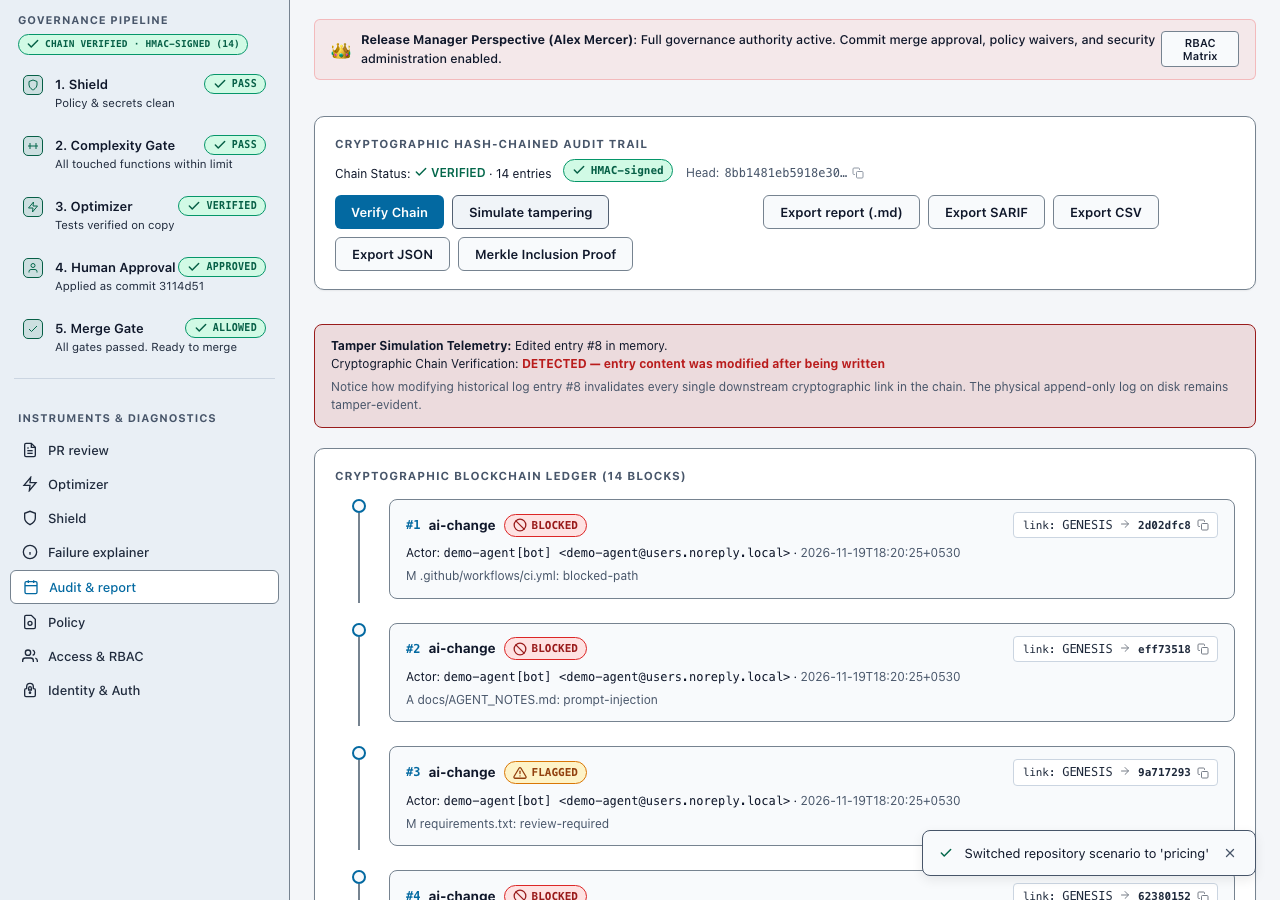 GOVERNANCE PIPELINE
CHAIN VERIFIED · HMAC-SIGNED (14)
1. Shield
PASS
Policy & secrets clean
2. Complexity Gate
PASS
All touched functions within limit
3. Optimizer
VERIFIED
Tests verified on copy
4. Human Approval
APPROVED
Applied as commit 3114d51
5. Merge Gate
ALLOWED
All gates passed. Ready to merge
INSTRUMENTS & DIAGNOSTICS
PR review
Optimizer
Shield
Failure explainer
Audit & report
Policy
Access & RBAC
Identity & Auth
Release Manager Perspective (Alex Mercer): Full governance authority active. Commit merge approval, policy waivers, and security
administration enabled.
RBAC
Matrix
CRYPTOGRAPHIC HASH-CHAINED AUDIT TRAIL
Chain Status: VERIFIED · 14 entries HMAC-signed Head: 8bb1481eb5918e30…
Verify Chain Simulate tampering Export report (.md) Export SARIF Export CSV
Export JSON Merkle Inclusion Proof
Tamper Simulation Telemetry: Edited entry #8 in memory.
Cryptographic Chain Verification: DETECTED — entry content was modified after being written
Notice how modifying historical log entry #8 invalidates every single downstream cryptographic link in the chain. The physical append-only log on disk remains
tamper-evident.
CRYPTOGRAPHIC BLOCKCHAIN LEDGER (14 BLOCKS)
#1 ai-change BLOCKED link: GENESIS → 2d02dfc8
Actor: demo-agent[bot] <demo-agent@users.noreply.local> · 2026-11-19T18:20:25+0530
M .github/workflows/ci.yml: blocked-path
#2 ai-change BLOCKED link: GENESIS → eff73518
Actor: demo-agent[bot] <demo-agent@users.noreply.local> · 2026-11-19T18:20:25+0530
A docs/AGENT_NOTES.md: prompt-injection
#3 ai-change FLAGGED link: GENESIS → 9a717293
Actor: demo-agent[bot] <demo-agent@users.noreply.local> · 2026-11-19T18:20:25+0530
M requirements.txt: review-required
#4 ai-change BLOCKED link: GENESIS → 62380152
Switched repository scenario to 'pricing'